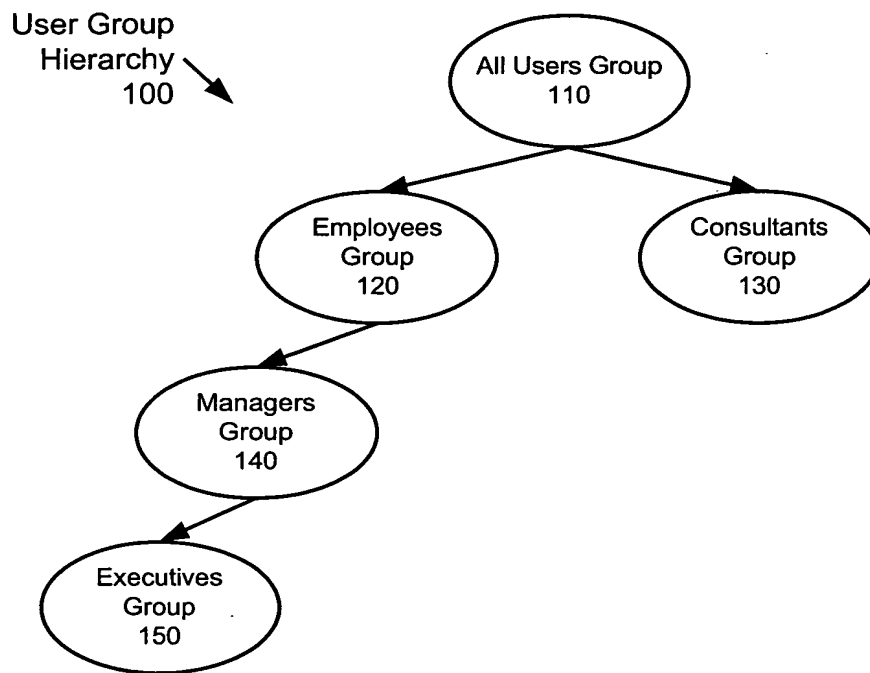 User Group
Hierarchy
100
All Users Group
110
Employees
Group
120
Consultants
Group
130
Managers
Group
140
Executives
Group
150